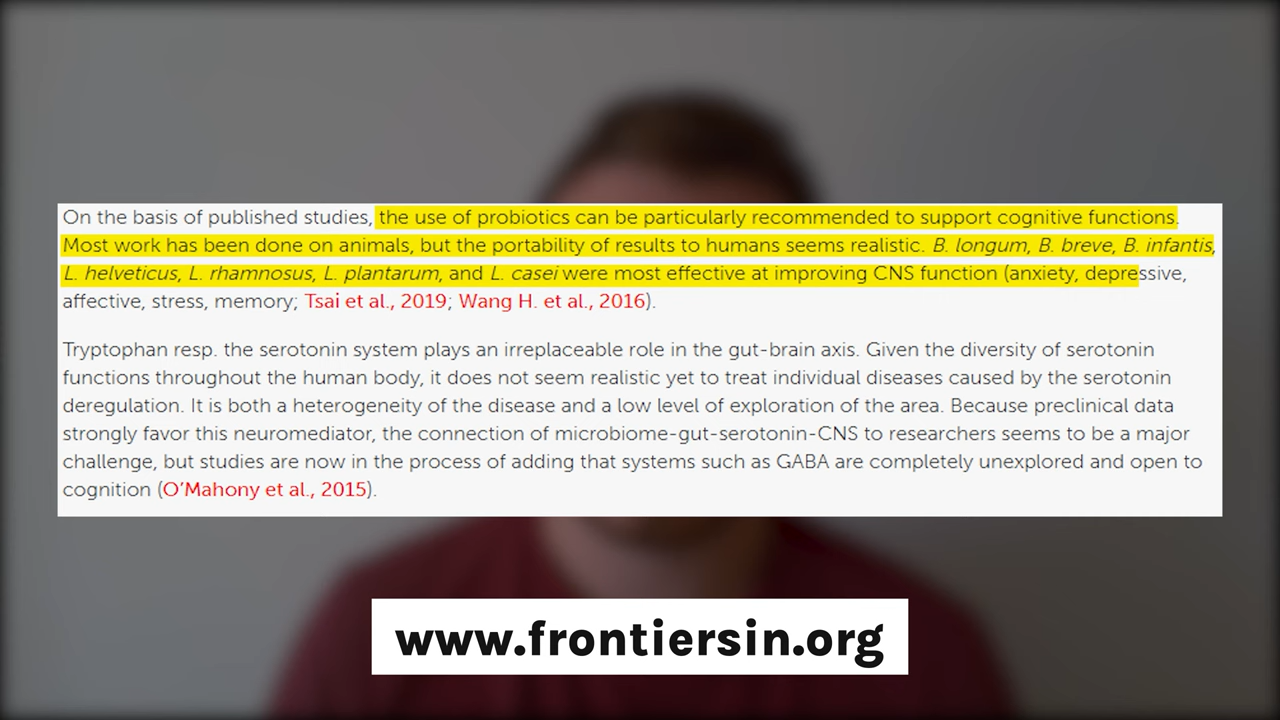 On the basis of published studies, the use of probiotics can be particularly recommended to support cognitive functions.
Most work has been done on animals, but the portability of results to humans seems realistic. B. longum, B. breve, B. infantis,
L. helveticus, L. rhamnosus, L. plantarum, and L. casei were most effective at improving CNS function (anxiety, depressive,
affective, stress, memory; Tsai et al., 2019; Wang H. et al., 2016).
Tryptophan resp. the serotonin system plays an irreplaceable role in the gut-brain axis. Given the diversity of serotonin
functions throughout the human body, it does not seem realistic yet to treat individual diseases caused by the serotonin
deregulation. It is both a heterogeneity of the disease and a low level of exploration of the area. Because preclinical data
strongly favor this neuromediator, the connection of microbiome-gut-serotonin-CNS to researchers seems to be a major
challenge, but studies are now in the process of adding that systems such as GABA are completely unexplored and open to
cognition (O’Mahony et al., 2015).
www.frontiersin.org